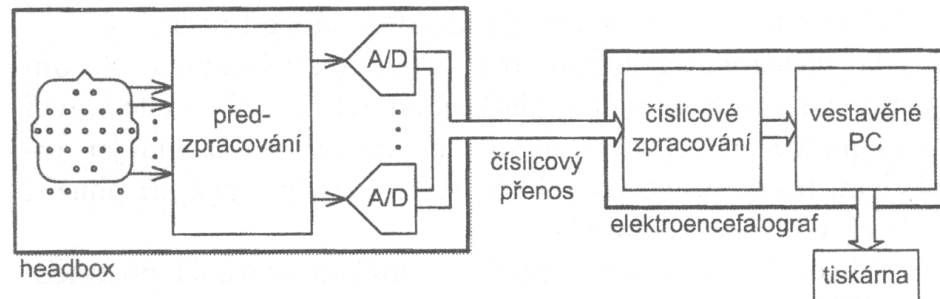 před-
zpracování
A/D
A/D
headbox
číslicový
přenos
číslicové
zpracování
vestavěné
PC
elektroencefalograf
tiskárna